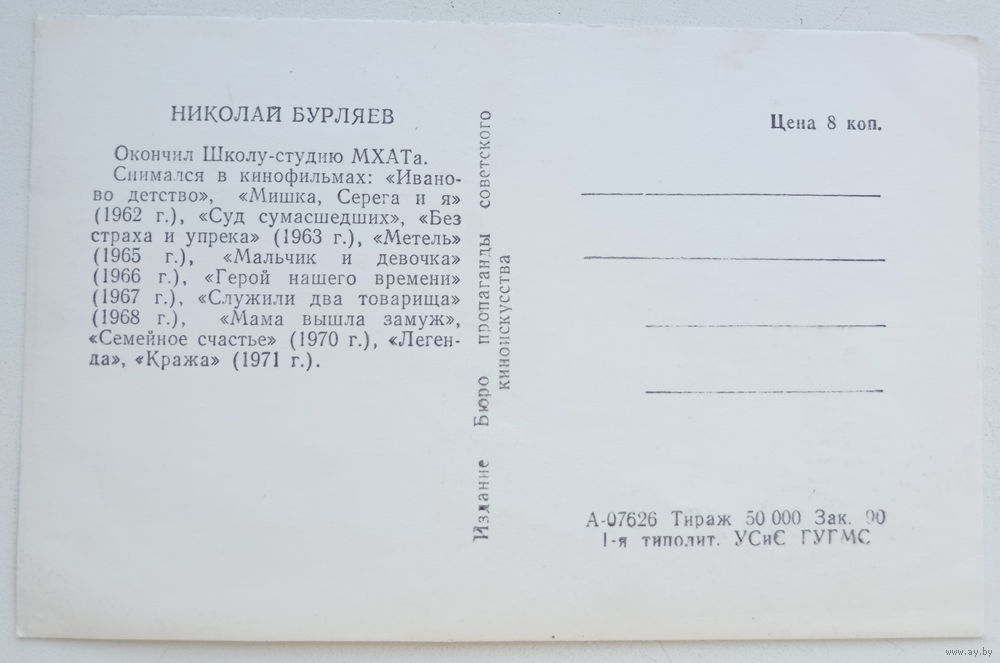 НИКОЛАЙ БУРЛЯЕВ
Окончил Школу-студию МХАТа.
Снимался в кинофильмах: «Ивано-
во детство», «Мишка, Серега и я»
(1962 г.), «Суд сумасшедших», «Без
страха и упрека» (1963 г.), «Метель»
(1965 г.), «Мальчик и девочка»
(1966 г.), «Герой нашего времени»
(1967 г.), «Служили два товарища»
(1968 г.), «Мама вышла замуж»,
«Семейное счастье» (1970 г.), «Леген-
да», «Кража» (1971 г.).
Издание Бюро пропаганды советского
киноискусства
Цена 8 коп.
А-07626 Тираж 50 000 Зак. 90
1-я типолит. УСиС ГУГМС
www.ay.by